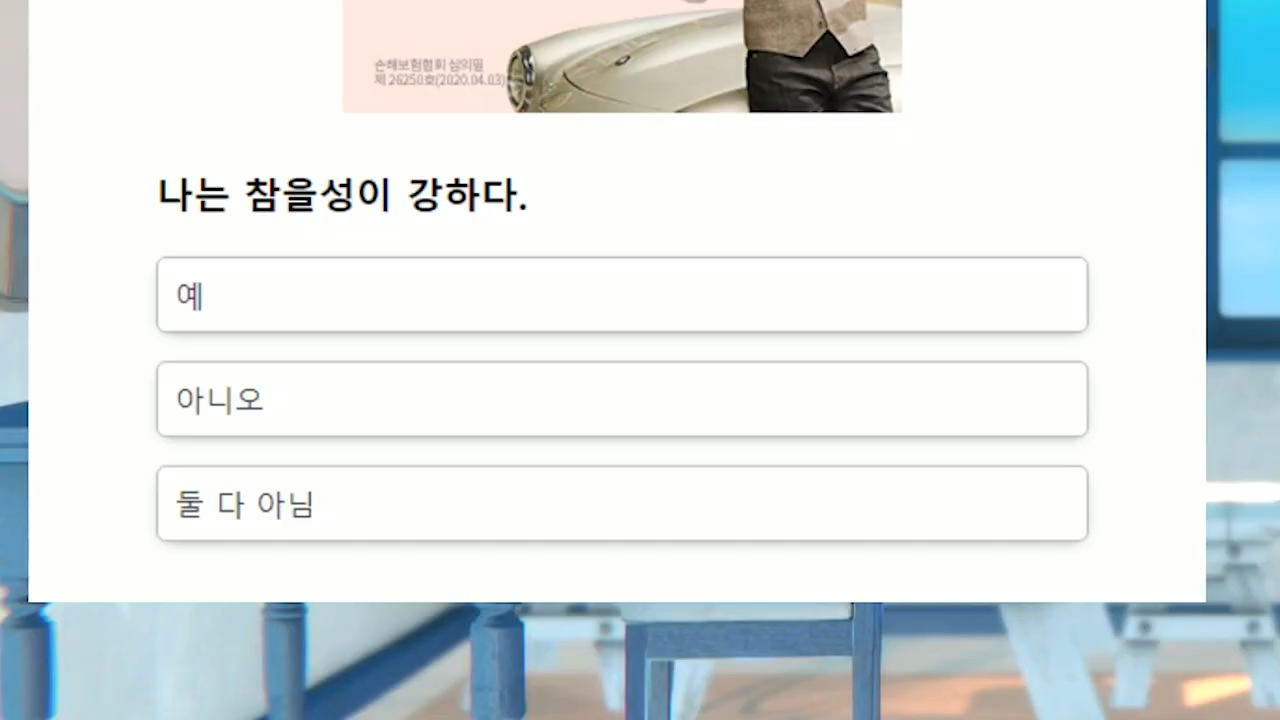 손해보험협회 심의필
제 26250호(2020.04.03)
나는 참을성이 강하다.
예
아니오
둘 다 아님